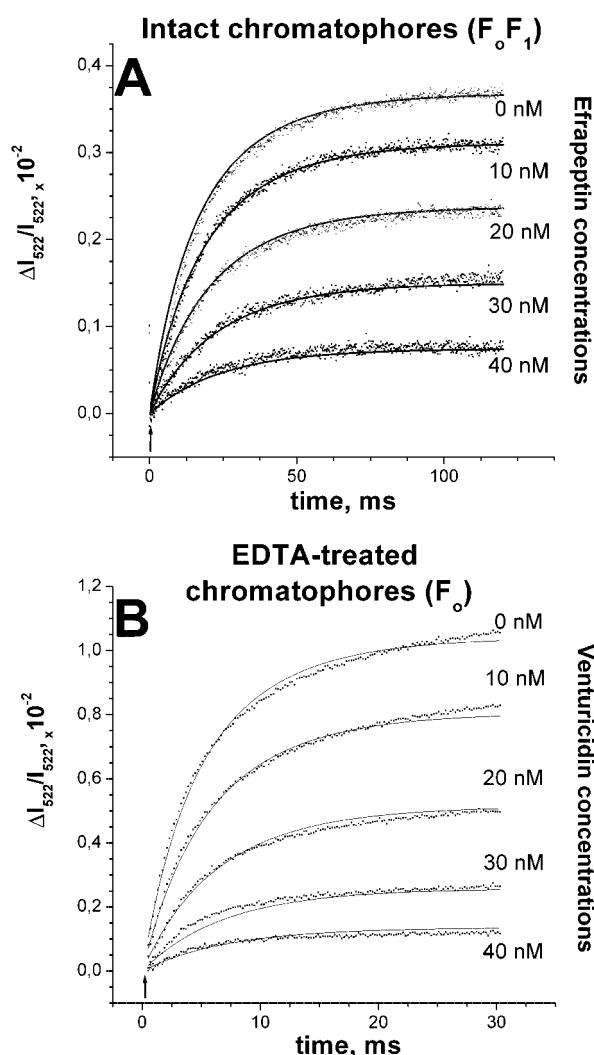 Intact chromatophores (FoF1)
A
0,4
0,3
0,2
0,1
0,0
ΔI522/I522, x 10-2
0 nM
10 nM
20 nM
30 nM
40 nM
Efrapeptin concentrations
0
50
100
time, ms
EDTA-treated
chromatophores (Fo)
B
1,2
1,0
0,8
0,6
0,4
0,2
0,0
ΔI522/I522, x 10-2
0 nM
10 nM
20 nM
30 nM
40 nM
Venturicidin concentrations
0
10
20
30
time, ms